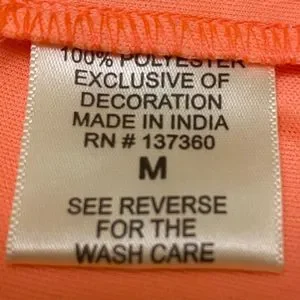 100% POLYESTER
EXCLUSIVE OF
DECORATION
MADE IN INDIA
RN # 137360
M
SEE REVERSE
FOR THE
WASH CARE